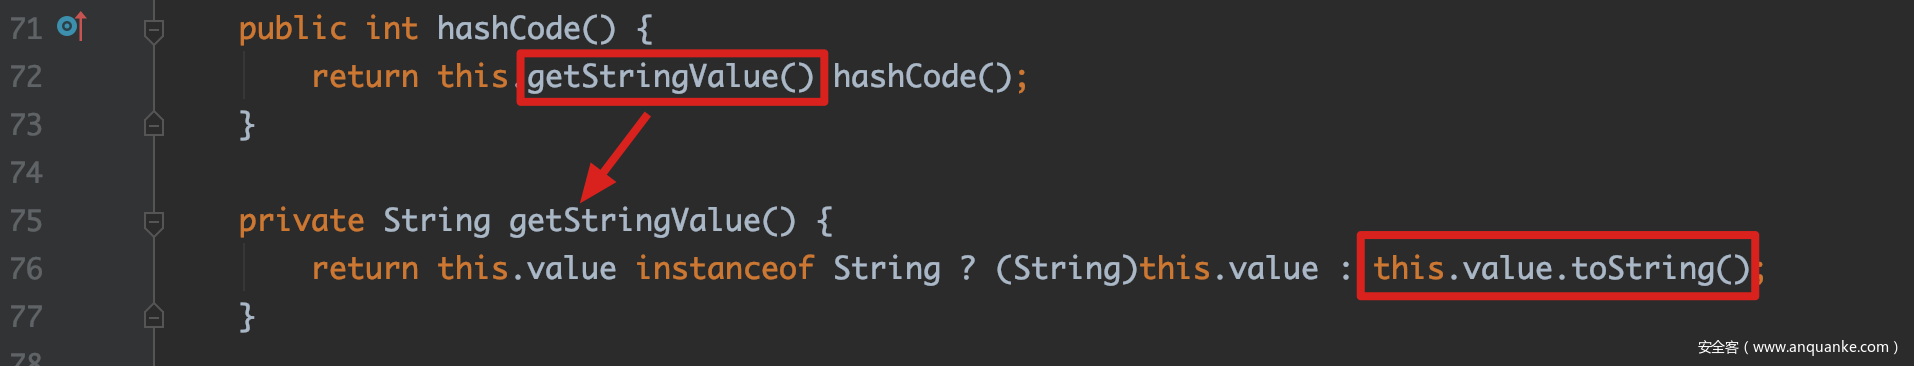 71 public int hashCode() {
72 return this.getStringValue() hashCode();
73 }
74
75 private String getStringValue() {
76 return this.value instanceof String ? (String)this.value : this.value.toString();
77 }
78
安全客 ( www.anquanke.com )